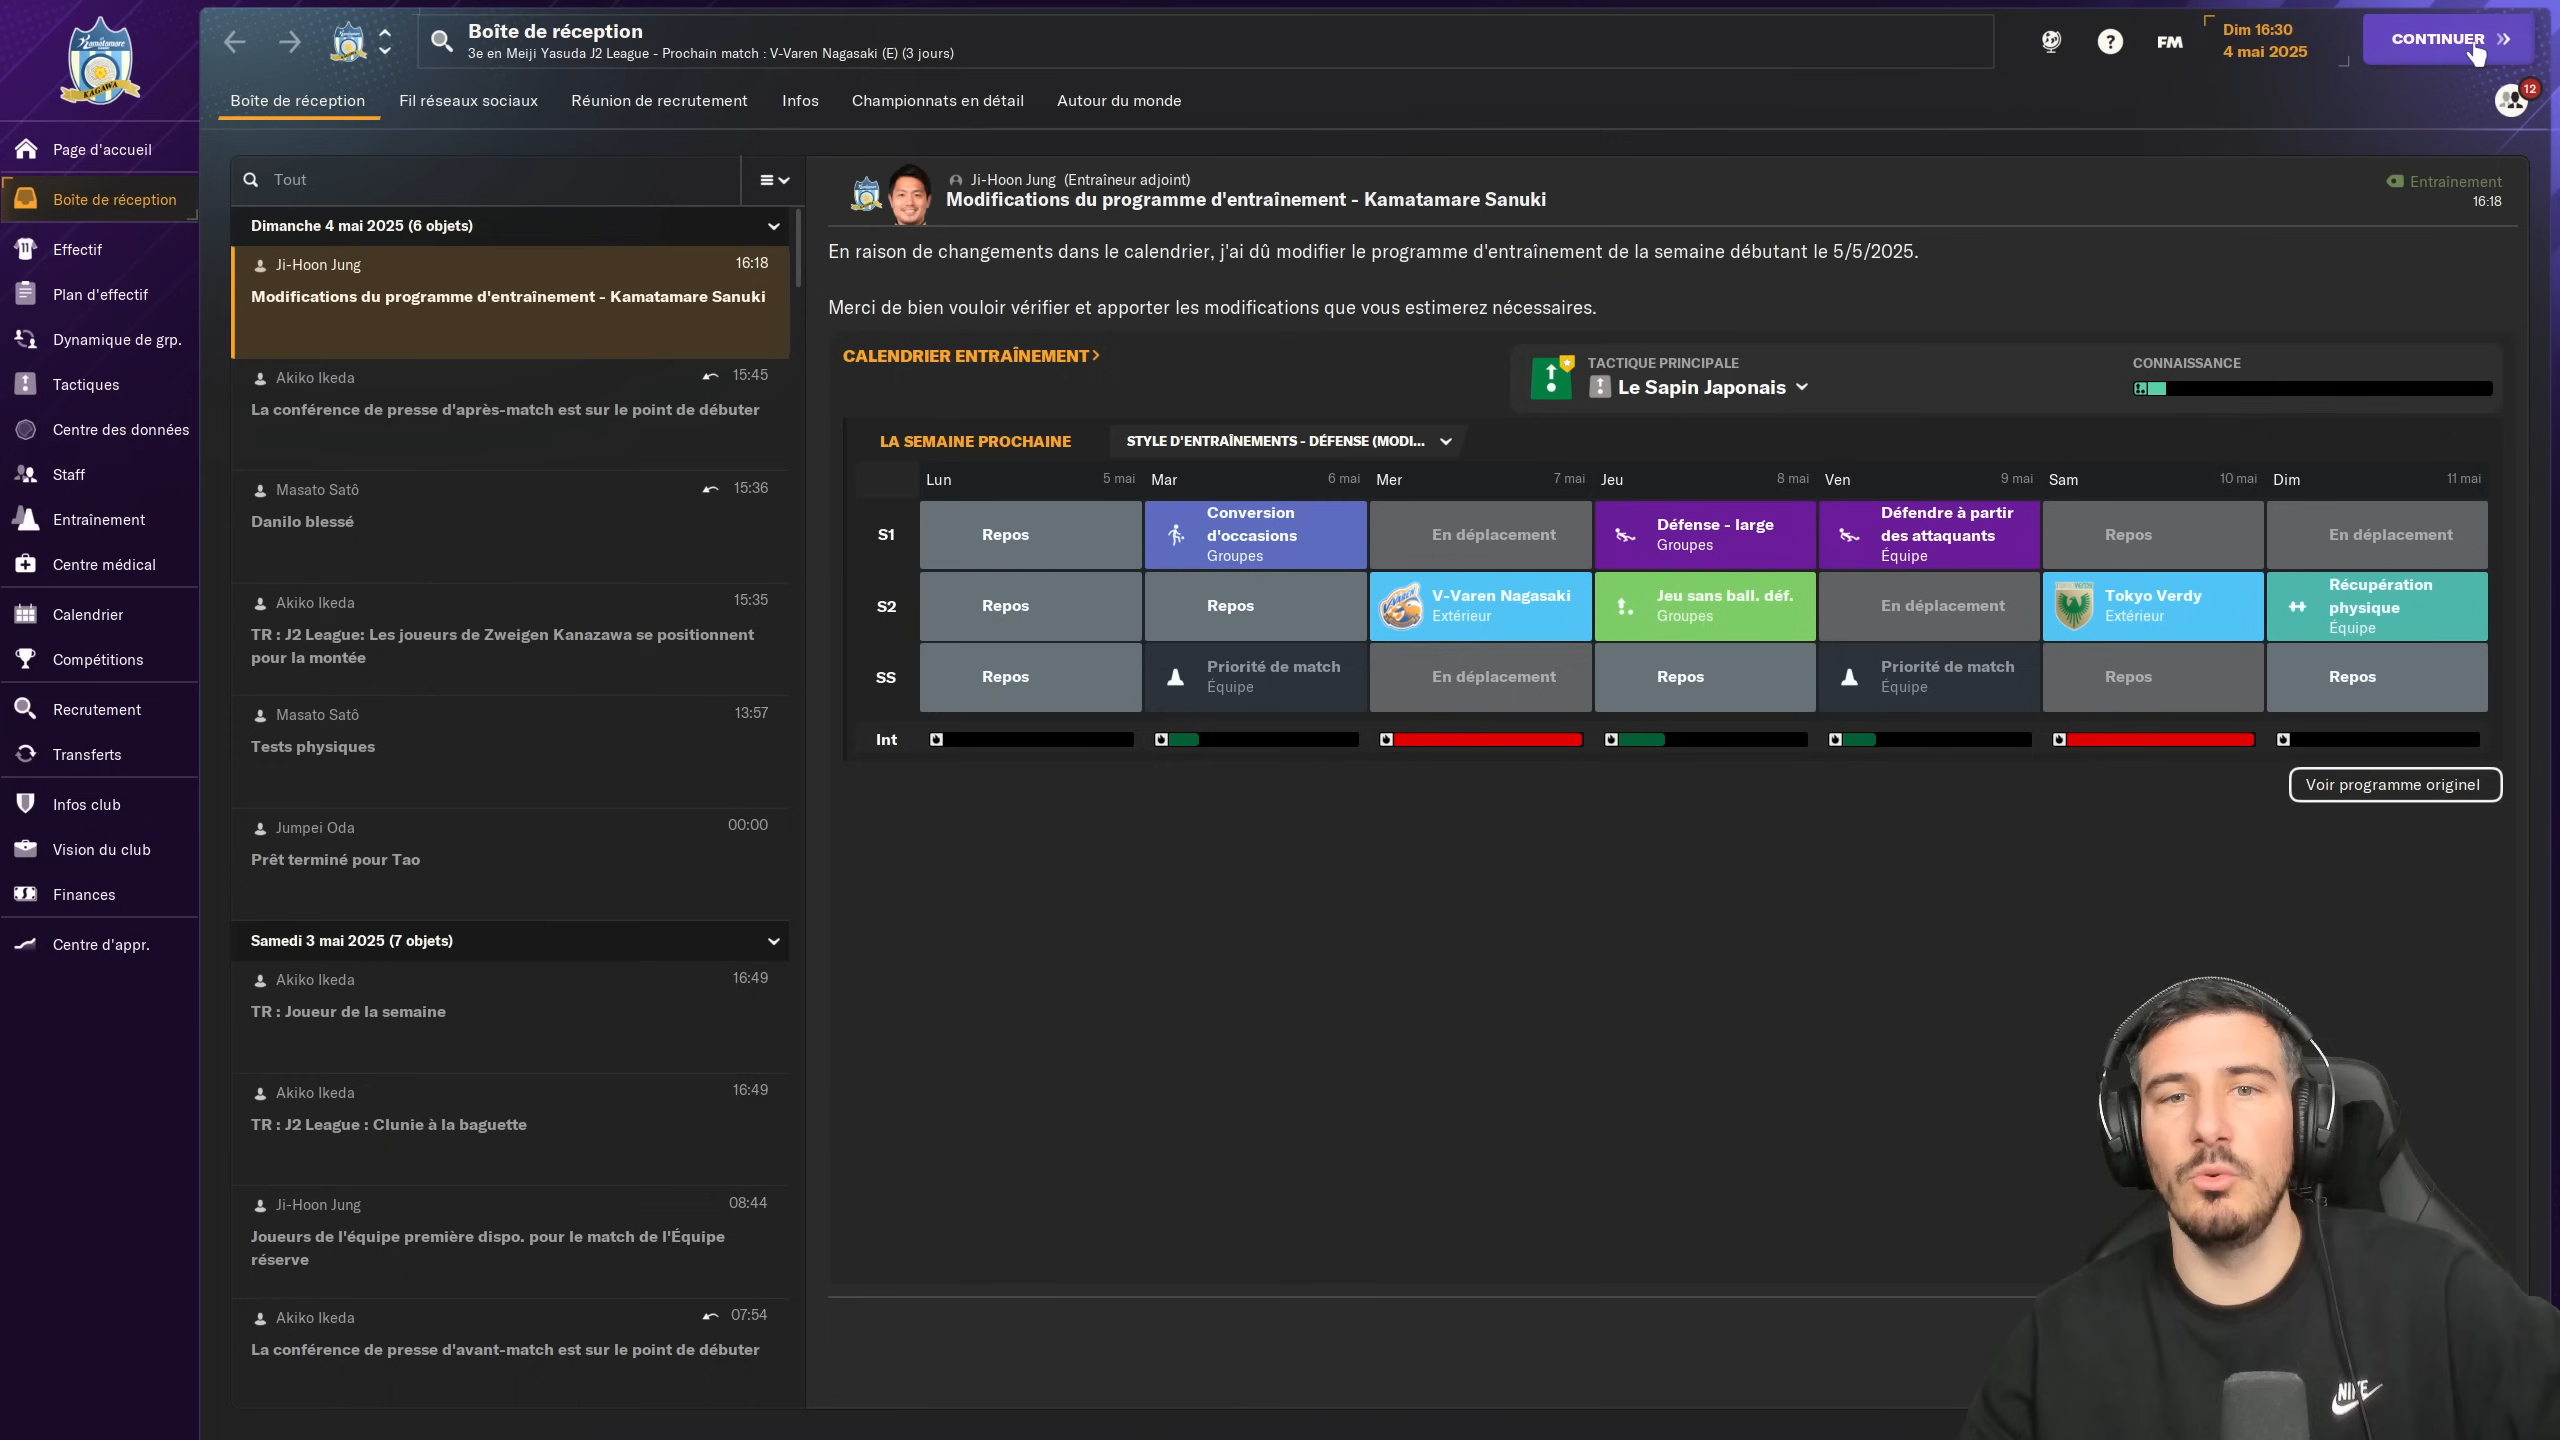 Boîte de réception
3e en Meiji Yasuda J2 League - Prochain match : V-Varen Nagasaki (E) (3 jours)
FM
Dim 16:30
4 mai 2025
CONTINUER
12
Boîte de réception
Fil réseaux sociaux
Réunion de recrutement
Infos
Championnats en détail
Autour du monde
Kamatamare
KAGAWA
Page d'accueil
Boîte de réception
Effectif
Plan d'effectif
Dynamique de grp.
Tactiques
Centre des données
Staff
Entraînement
Centre médical
Calendrier
Compétitions
Recrutement
Transferts
Infos club
Vision du club
Finances
Centre d'appr.
Tout
Dimanche 4 mai 2025 (6 objets)
Ji-Hoon Jung 16:18
Modifications du programme d'entraînement - Kamatamare Sanuki
Akiko Ikeda 15:45
La conférence de presse d'après-match est sur le point de débuter
Masato Satô 15:36
Danilo blessé
Akiko Ikeda 15:35
TR : J2 League: Les joueurs de Zweigen Kanazawa se positionnent
pour la montée
Masato Satô 13:57
Tests physiques
Jumpei Oda 00:00
Prêt terminé pour Tao
Samedi 3 mai 2025 (7 objets)
Akiko Ikeda 16:49
TR : Joueur de la semaine
Akiko Ikeda 16:49
TR : J2 League : Clunie à la baguette
Ji-Hoon Jung 08:44
Joueurs de l'équipe première dispo. pour le match de l'Équipe
réserve
Akiko Ikeda 07:54
La conférence de presse d'avant-match est sur le point de débuter
Ji-Hoon Jung (Entraîneur adjoint)
Modifications du programme d'entraînement - Kamatamare Sanuki
Entraînement
16:18
En raison de changements dans le calendrier, j'ai dû modifier le programme d'entraînement de la semaine débutant le 5/5/2025.
Merci de bien vouloir vérifier et apporter les modifications que vous estimerez nécessaires.
CALENDRIER ENTRAÎNEMENT
TACTIQUE PRINCIPALE
Le Sapin Japonais
CONNAISSANCE
LA SEMAINE PROCHAINE
STYLE D'ENTRAÎNEMENTS - DÉFENSE (MODI...
Lun 5 mai Mar 6 mai Mer 7 mai Jeu 8 mai Ven 9 mai Sam 10 mai Dim 11 mai
S1
Repos
Conversion
d'occasions
Groupes
En déplacement
Défense - large
Groupes
Défendre à partir
des attaquants
Équipe
Repos
En déplacement
S2
Repos
Repos
V-Varen Nagasaki
Extérieur
Jeu sans ball. déf.
Groupes
En déplacement
Tokyo Verdy
Extérieur
Récupération
physique
Équipe
SS
Repos
Priorité de match
Équipe
En déplacement
Repos
Priorité de match
Équipe
Repos
Repos
Int
Voir programme originel
NIKE